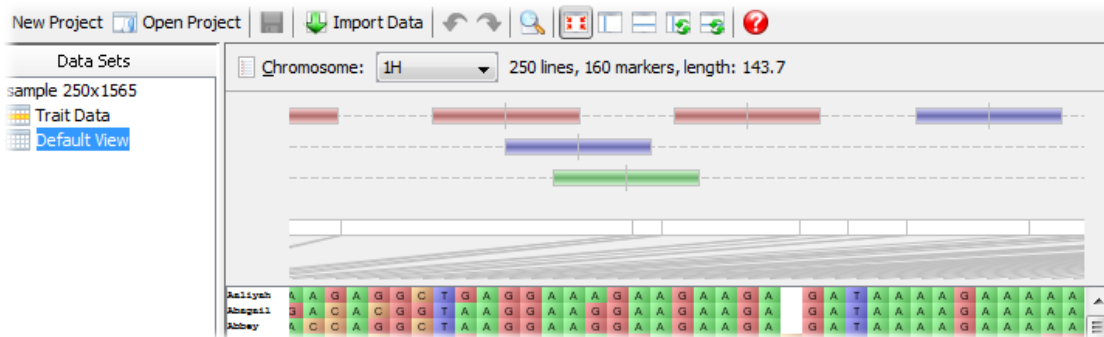 New Project Open Project Import Data
Data Sets
Chromosome: 1H 250 lines, 160 markers, length: 143.7
sample 250x1565
Trait Data
Default View
Aaliyah A A G A G G C T G A G G A A A G A A G A A G A G A T A A A A G A A A A A
Abagail G A C A C G G T A A G G A A G G A A G A A G A G A T A A A A G A A A A A
Abbey A C C A G G C T A A G G A A G G A A G A A G A G A T A A A A G A A A A A